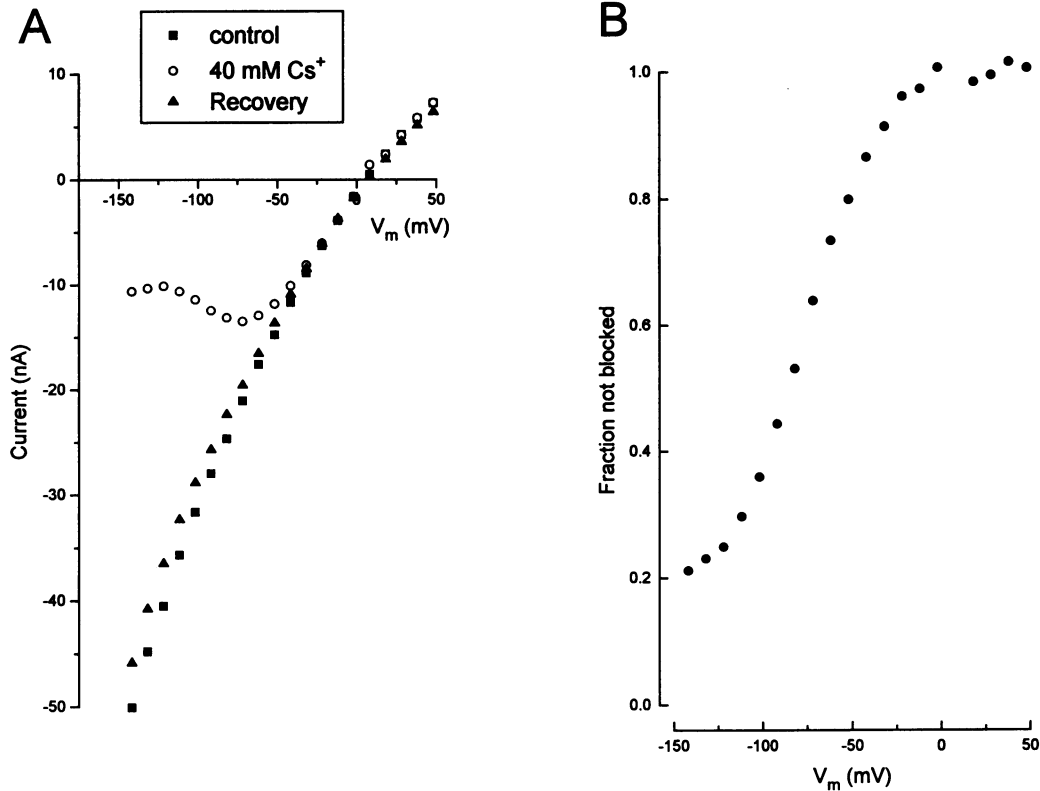 A
control
40 mM Cs⁺
Recovery
10
0
-10
-20
-30
-40
-50
-150
-100
-50
0
50
Vₘ (mV)
Current (nA)
B
1.0
0.8
0.6
0.4
0.2
0.0
-150
-100
-50
0
50
Vₘ (mV)
Fraction not blocked